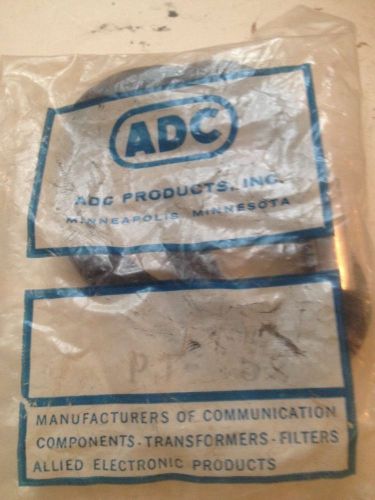 ADC
ADC PRODUCTS, INC.
MINNEAPOLIS MINNESOTA
MANUFACTURERS OF COMMUNICATION
COMPONENTS - TRANSFORMERS - FILTERS
ALLIED ELECTRONIC PRODUCTS